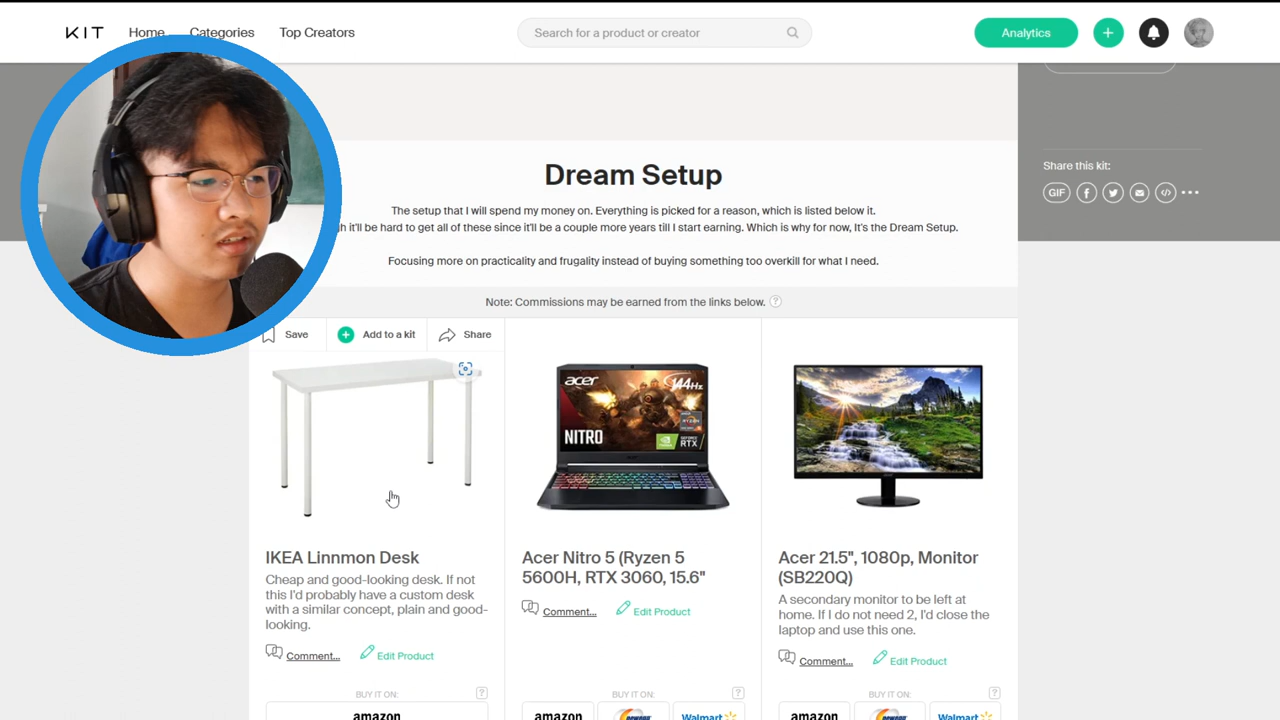 KIT
Home
Categories
Top Creators
Search for a product or creator
Analytics
Share this kit:
GIF
Dream Setup
The setup that I will spend my money on. Everything is picked for a reason, which is listed below it.
it'll be hard to get all of these since it'll be a couple more years till I start earning. Which is why for now, It's the Dream Setup.
Focusing more on practicality and frugality instead of buying something too overkill for what I need.
Note: Commissions may be earned from the links below. ?
Save
Add to a kit
Share
acer
144Hz
NITRO
RTX
IKEA Linnmon Desk
Cheap and good-looking desk. If not
this I'd probably have a custom desk
with a similar concept, plain and good-
looking.
Comment...
Edit Product
BUY IT ON:
?
amazon
Acer Nitro 5 (Ryzen 5
5600H, RTX 3060, 15.6"
Comment...
Edit Product
BUY IT ON:
?
amazon
Walmart
Acer 21.5", 1080p, Monitor
(SB220Q)
A secondary monitor to be left at
home. If I do not need 2, I'd close the
laptop and use this one.
Comment...
Edit Product
BUY IT ON:
?
amazon
Walmart